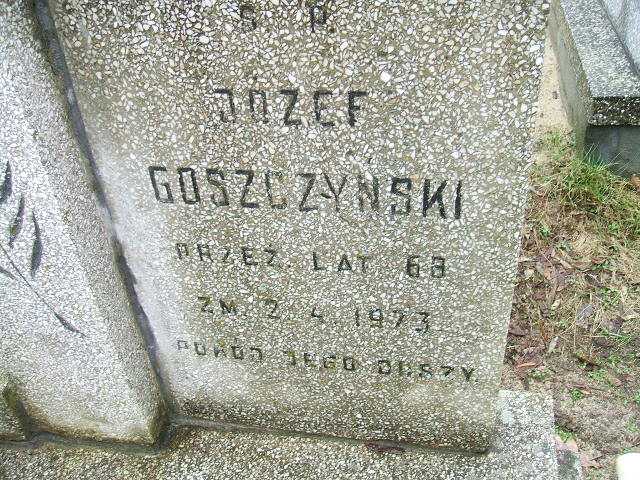 Ś P.
JÓZEF
GOSZCZYŃSKI
PRZEŻ. LAT 63
ZM. 2. 4. 1973
POKÓJ JEGO DUSZY.